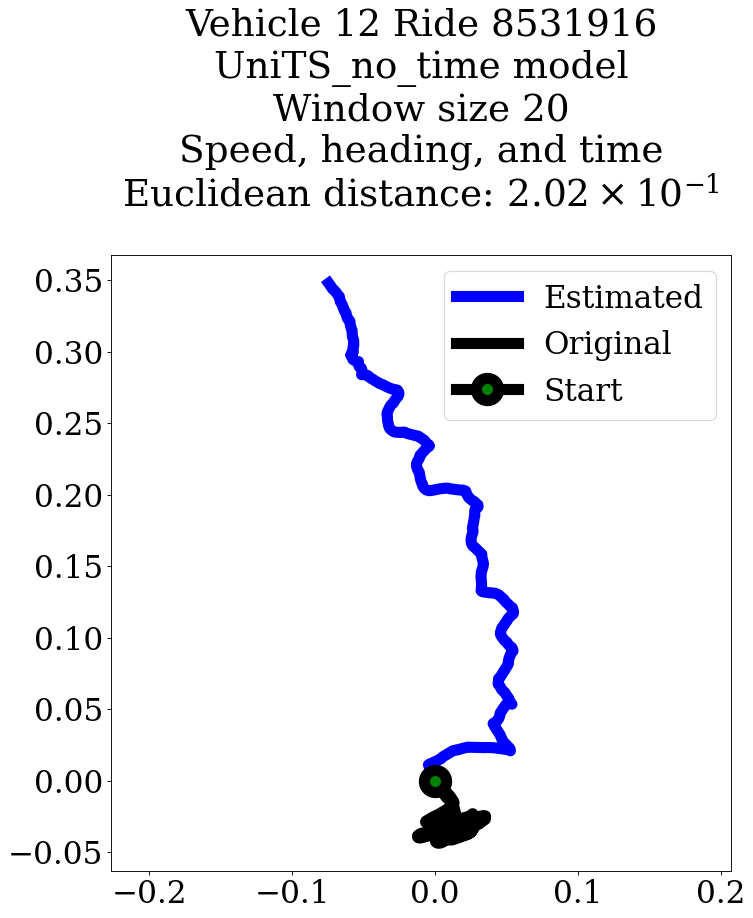 Vehicle 12 Ride 8531916
UniTS_no_time model
Window size 20
Speed, heading, and time
Euclidean distance: 2.02 × 10⁻¹
Estimated
Original
Start
0.35
0.30
0.25
0.20
0.15
0.10
0.05
0.00
−0.05
−0.2 −0.1 0.0 0.1 0.2